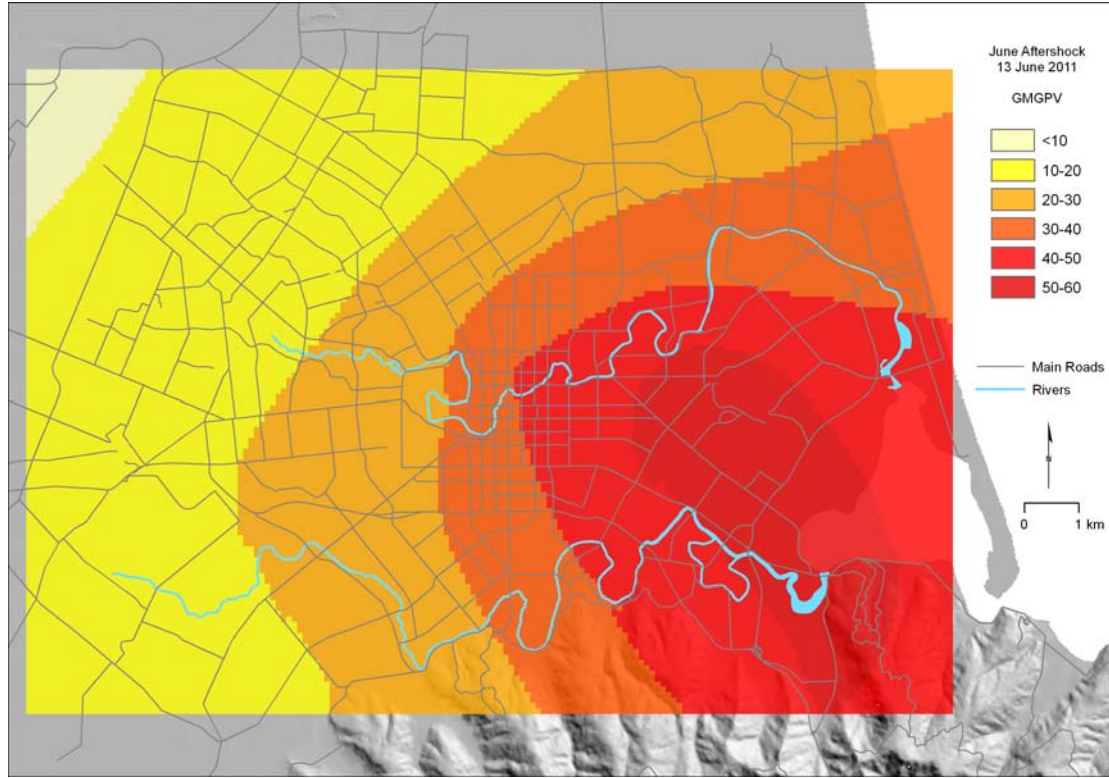 June Aftershock
13 June 2011
GMGPV
<10
10-20
20-30
30-40
40-50
50-60
Main Roads
Rivers
N
0 1 km